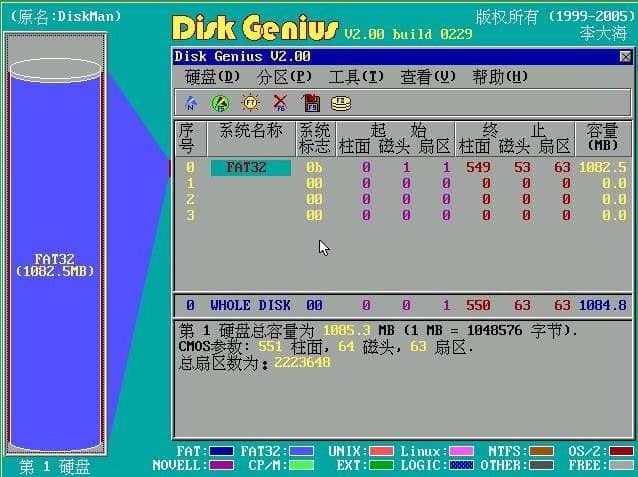 (原名:DiskMan)
Disk Genius V2.00 build 0229
版权所有 (1999-2005)
李大海
Disk Genius V2.00
硬盘(D) 分区(P) 工具(T) 查看(V) 帮助(H)
序号 系统名称 系统标志 起始 柱面 磁头 扇区 终止 柱面 磁头 扇区 容量(MB)
0 FAT32 0b 0 1 1 549 53 63 1082.5
1 00 0 0 0 0 0 0 0.0
2 00 0 0 0 0 0 0 0.0
3 00 0 0 0 0 0 0 0.0
FAT32
(1082.5MB)
0 WHOLE DISK 00 0 0 1 550 63 63 1084.8
第 1 硬盘总容量为 1085.3 MB (1 MB = 1048576 字节).
CMOS参数: 551 柱面, 64 磁头, 63 扇区.
总扇区数为: 2223648
第 1 硬盘
FAT: FAT32: UNIX: Linux: NTFS: OS/2:
NOVELL: CP/M: EXT: LOGIC: OTHER: FREE: